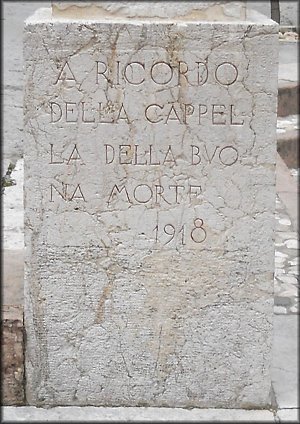 A RICORDO
DELLA CAPPEL
LA DELLA BVO
NA MORTE
1918